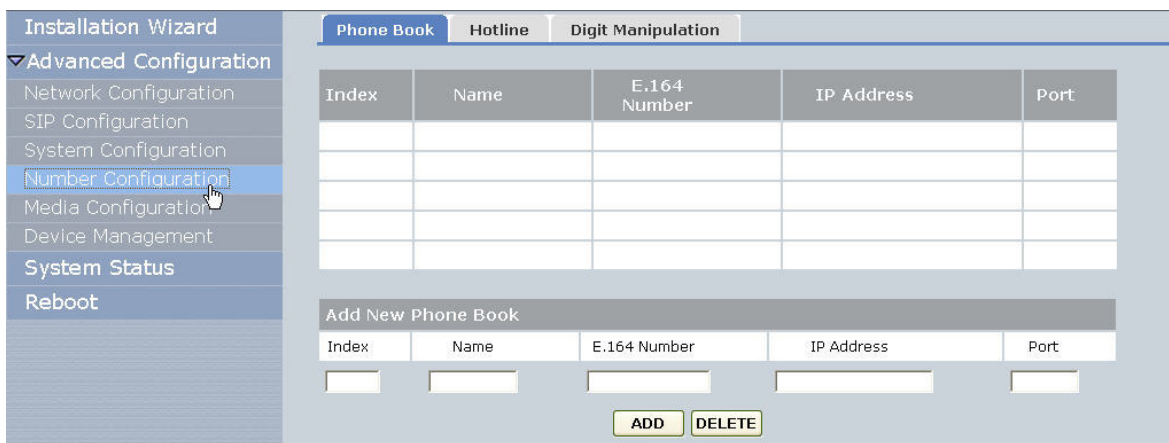 Installation Wizard
Advanced Configuration
Network Configuration
SIP Configuration
System Configuration
Number Configuration
Media Configuration
Device Management
System Status
Reboot
Phone Book Hotline Digit Manipulation
Index Name E.164 Number IP Address Port
Add New Phone Book
Index Name E.164 Number IP Address Port
ADD DELETE